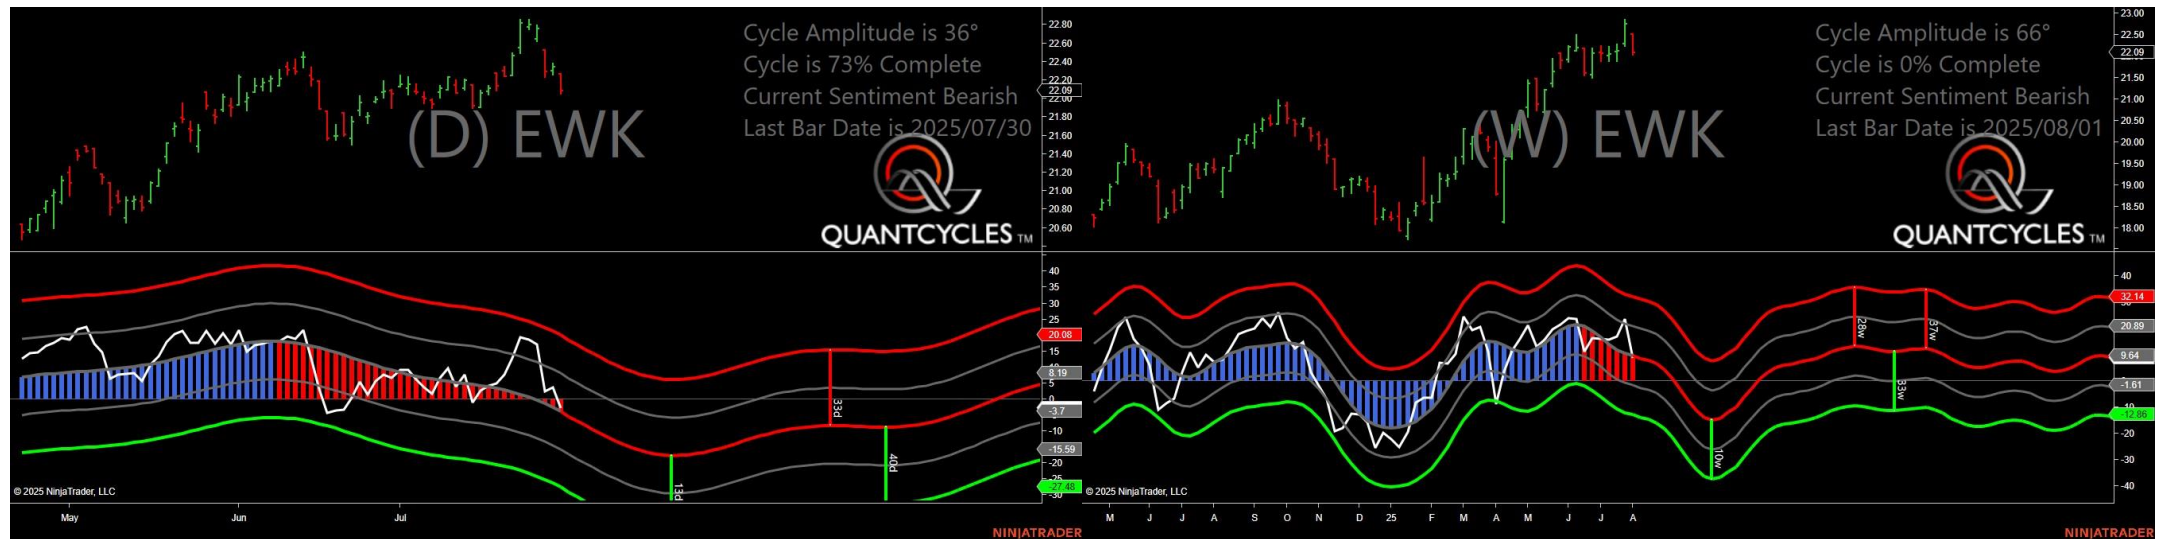 Cycle Amplitude is 36°
Cycle is 73% Complete
Current Sentiment Bearish
Last Bar Date is 2025/07/30
(D) EWK
QUANTCYCLES TM
22.80
22.60
22.40
22.20
22.09
22.00
21.80
21.60
21.40
21.20
21.00
20.80
20.60
40
35
30
25
20.08
15
8.19
5
0
-3.7
-10
-15.59
-20
-25
-27.48
-30
33d
40d
13d
© 2025 NinjaTrader, LLC
May
Jun
Jul
NINJATRADER
Cycle Amplitude is 66°
Cycle is 0% Complete
Current Sentiment Bearish
Last Bar Date is 2025/08/01
(W) EWK
QUANTCYCLES TM
23.00
22.50
22.09
21.50
21.00
20.50
20.00
19.50
19.00
18.50
18.00
40
32.14
20.89
9.64
-1.61
-12.86
-20
-30
-40
28w
37w
33w
10w
© 2025 NinjaTrader, LLC
M
J
J
A
S
O
N
D
25
F
M
A
M
J
J
A
NINJATRADER